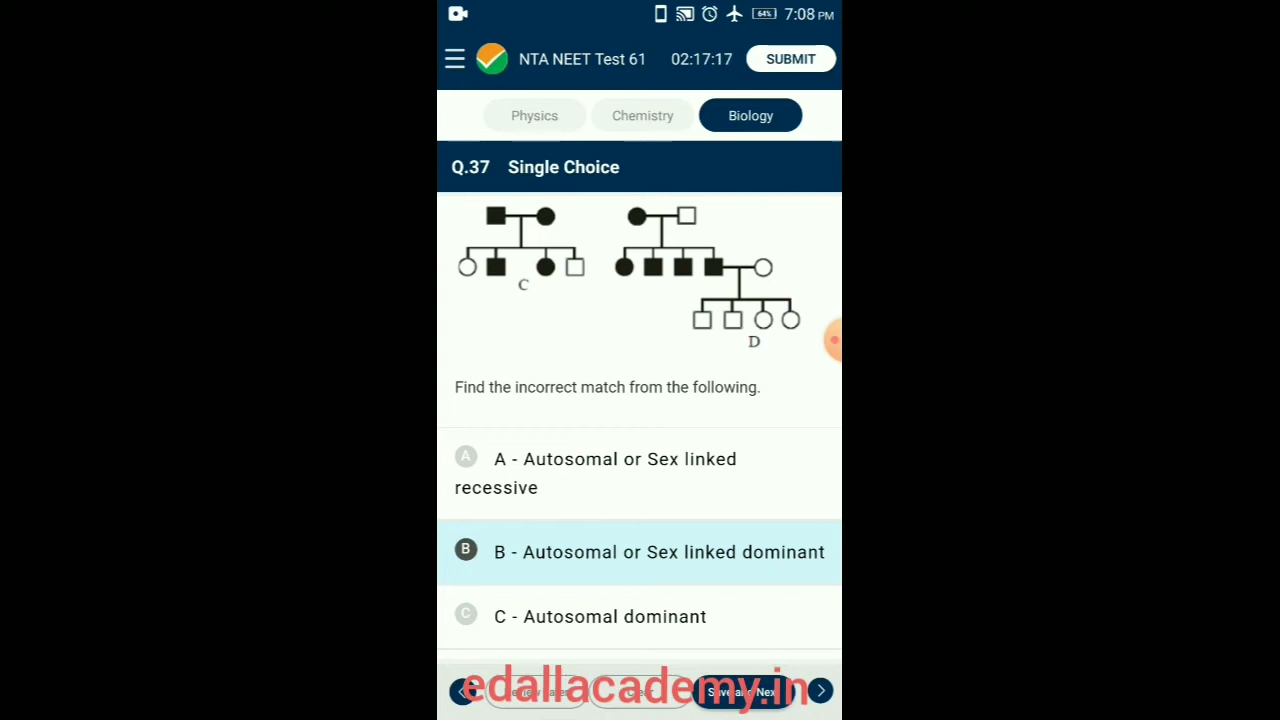 64% 7:08 PM
NTA NEET Test 61 02:17:17 SUBMIT
Physics Chemistry Biology
Q.37 Single Choice
C
D
Find the incorrect match from the following.
A A - Autosomal or Sex linked
recessive
B B - Autosomal or Sex linked dominant
C C - Autosomal dominant
edallacademy.in